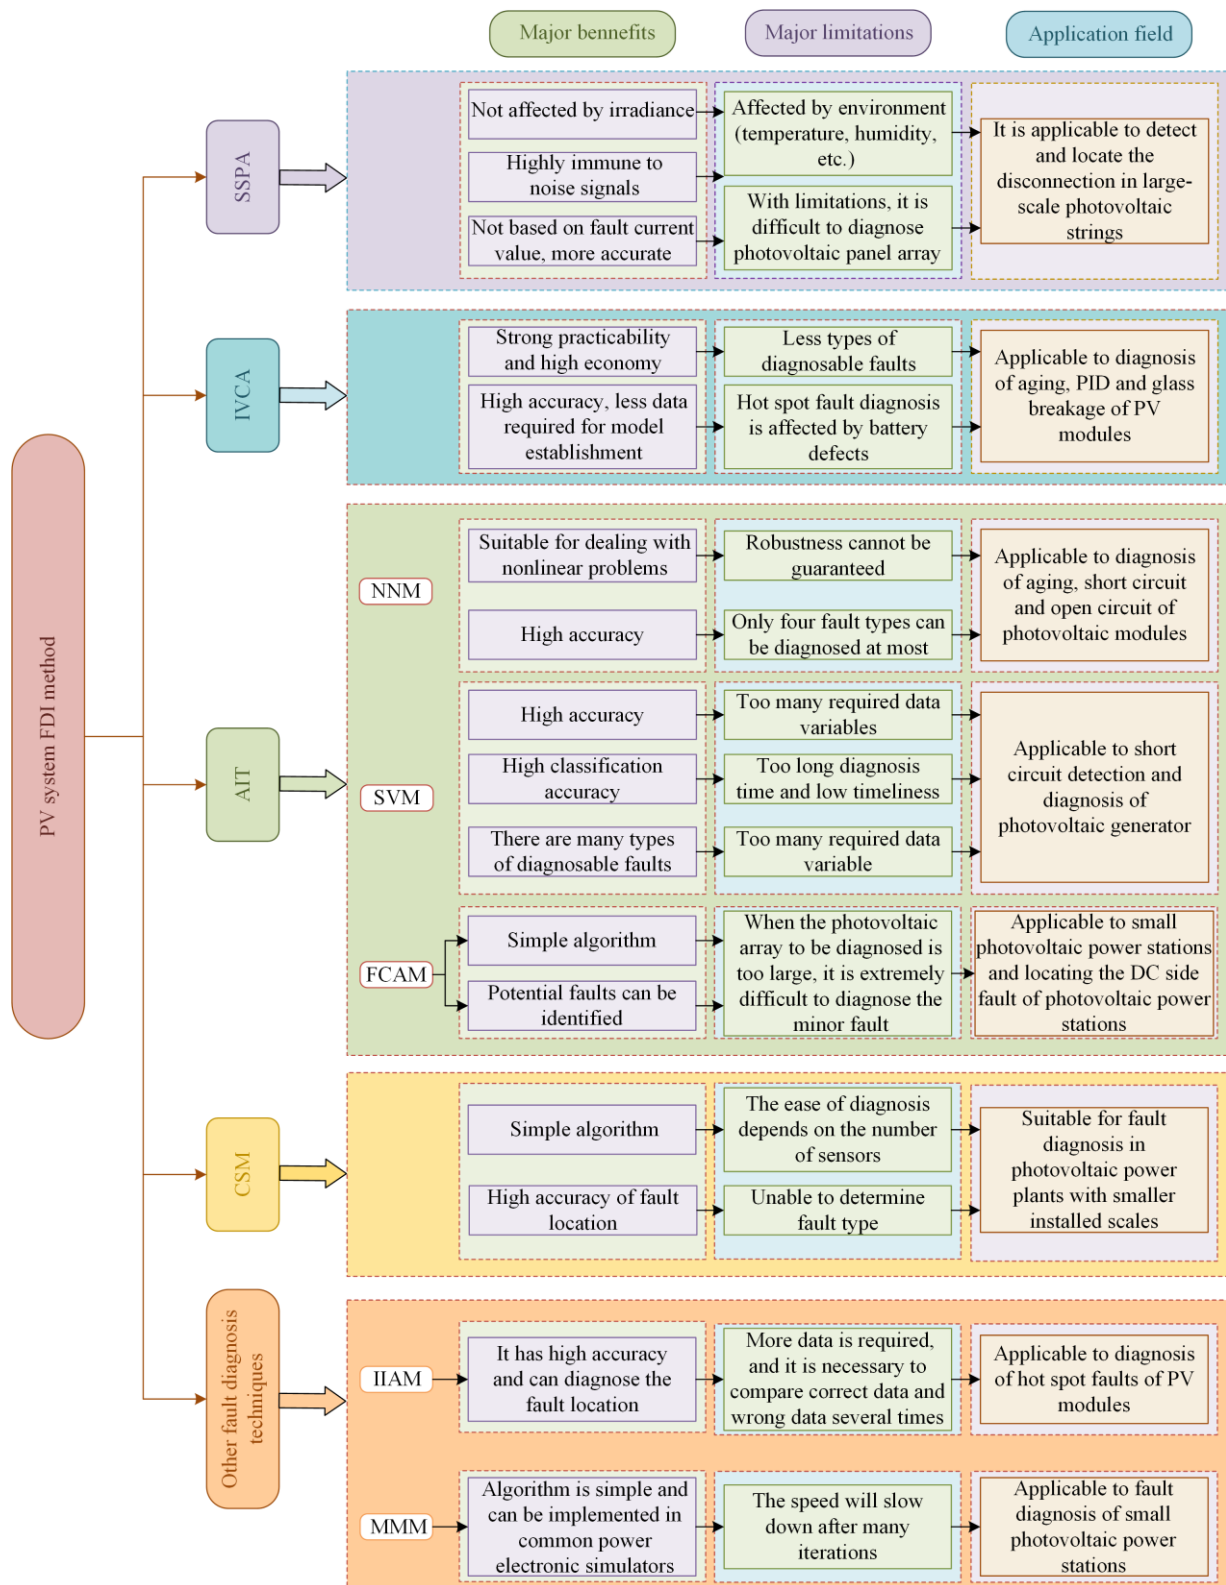 Major bennefits
Major limitations
Application field
PV system FDI method
SSPA
Not affected by irradiance
Highly immune to
noise signals
Not based on fault current
value, more accurate
Affected by environment
(temperature, humidity,
etc.)
With limitations, it is
difficult to diagnose
photovoltaic panel array
It is applicable to detect
and locate the
disconnection in large-
scale photovoltaic
strings
IVCA
Strong practicability
and high economy
High accuracy, less data
required for model
establishment
Less types of
diagnosable faults
Hot spot fault diagnosis
is affected by battery
defects
Applicable to diagnosis
of aging, PID and glass
breakage of PV
modules
AIT
NNM
Suitable for dealing with
nonlinear problems
High accuracy
Robustness cannot be
guaranteed
Only four fault types can
be diagnosed at most
Applicable to diagnosis
of aging, short circuit
and open circuit of
photovoltaic modules
SVM
High accuracy
High classification
accuracy
There are many types
of diagnosable faults
Too many required data
variables
Too long diagnosis
time and low timeliness
Too many required data
variable
Applicable to short
circuit detection and
diagnosis of
photovoltaic generator
FCAM
Simple algorithm
Potential faults can be
identified
When the photovoltaic
array to be diagnosed is
too large, it is extremely
difficult to diagnose the
minor fault
Applicable to small
photovoltaic power stations
and locating the DC side
fault of photovoltaic power
stations
CSM
Simple algorithm
High accuracy of fault
location
The ease of diagnosis
depends on the number
of sensors
Unable to determine
fault type
Suitable for fault
diagnosis in
photovoltaic power
plants with smaller
installed scales
Other fault diagnosis
techniques
IIAM
It has high accuracy
and can diagnose the
fault location
More data is required,
and it is necessary to
compare correct data and
wrong data several times
Applicable to diagnosis
of hot spot faults of PV
modules
MMM
Algorithm is simple and
can be implemented in
common power
electronic simulators
The speed will slow
down after many
iterations
Applicable to fault
diagnosis of small
photovoltaic power
stations